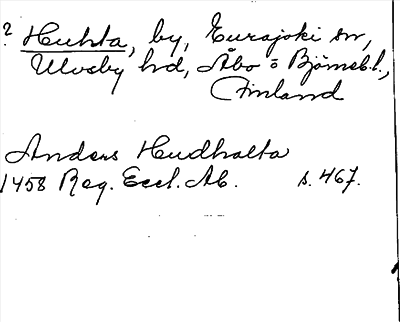 ? Huhta, by, Eurajoki sn,
Ulvsby hd, Åbo o Björneb. l.,
Finland
Anders Hudhalta
1458 Reg. Eccl. Ab. s. 467.